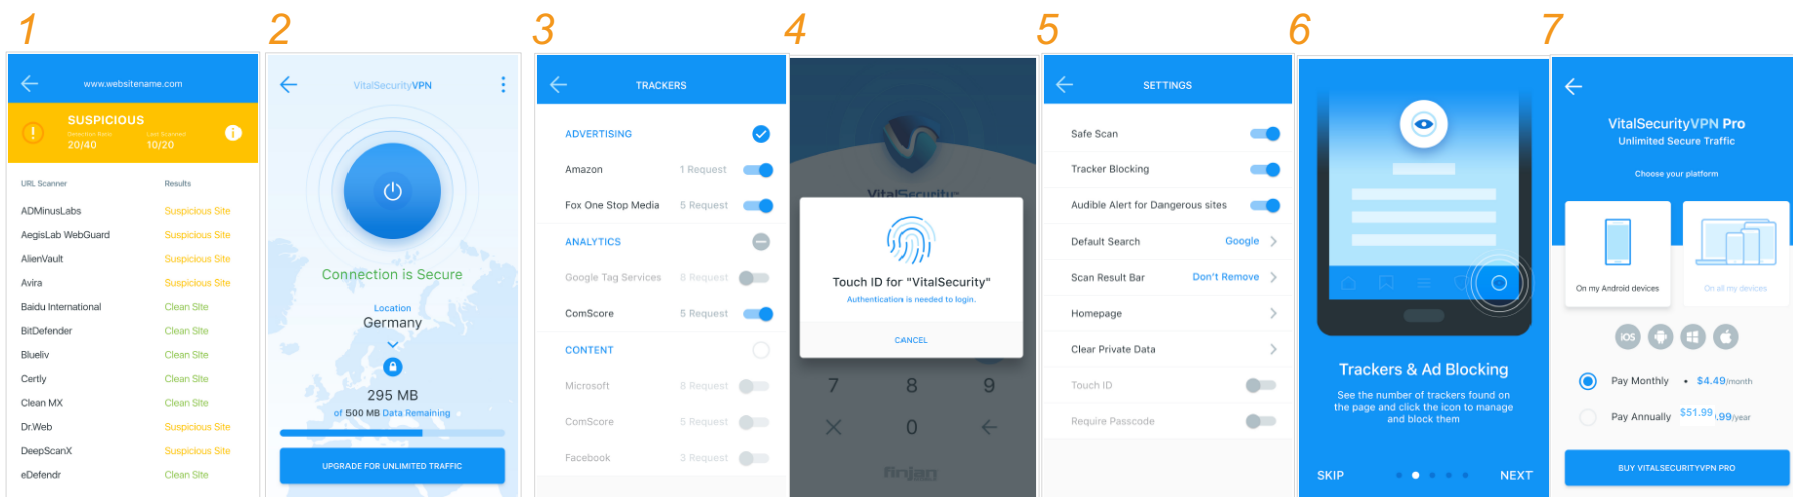 1 2 3 4 5 6 7
www.websitename.com
SUSPICIOUS
Detection Ratio Last Scanned
20/40 10/20
URL Scanner Results
ADMinusLabs Suspicious Site
AegisLab WebGuard Suspicious Site
AlienVault Suspicious Site
Avira Suspicious Site
Baidu International Clean SIte
BitDefender Clean SIte
Blueliv Clean SIte
Certly Clean SIte
Clean MX Clean SIte
Dr.Web Suspicious Site
DeepScanX Suspicious Site
eDefendr Clean SIte
VitalSecurityVPN
Connection is Secure
Location
Germany
295 MB
of 500 MB Data Remaining
UPGRADE FOR UNLIMITED TRAFFIC
TRACKERS
ADVERTISING
Amazon 1 Request
Fox One Stop Media 5 Request
ANALYTICS
Google Tag Services 8 Request
ComScore 5 Request
CONTENT
Microsoft 8 Request
ComScore 5 Request
Facebook 3 Request
VitalSecurity
Touch ID for "VitalSecurity"
Authentication is needed to login.
CANCEL
7 8 9
0
finjan
SETTINGS
Safe Scan
Tracker Blocking
Audible Alert for Dangerous sites
Default Search Google
Scan Result Bar Don't Remove
Homepage
Clear Private Data
Touch ID
Require Passcode
Trackers & Ad Blocking
See the number of trackers found on
the page and click the icon to manage
and block them
SKIP NEXT
VitalSecurityVPN Pro
Unlimited Secure Traffic
Choose your platform
On my Android devices On all my devices
iOS
Pay Monthly • $4.49/month
Pay Annually $51.99 .99/year
BUY VITALSECURITYVPN PRO